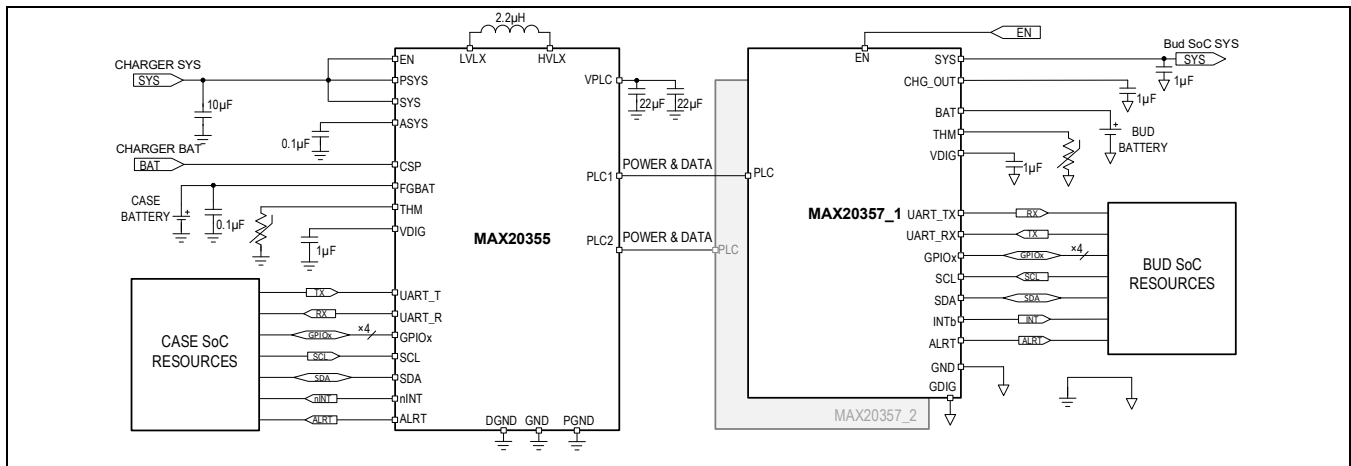 2.2µH
LVLX
HVLX
CHARGER SYS
SYS
10µF
0.1µF
CHARGER BAT
BAT
CASE
BATTERY
+
0.1µF
1µF
EN
PSYS
SYS
ASYS
CSP
FGBAT
THM
VDIG
MAX20355
VPLC
22µF
22µF
PLC1
PLC2
POWER & DATA
POWER & DATA
CASE SoC
RESOURCES
TX
RX
GPIOx
×4
SCL
SDA
nINT
ALRT
UART_T
UART_R
GPIOx
SCL
SDA
nINT
ALRT
DGND
GND
PGND
EN
EN
PLC
PLC
MAX20357_1
MAX20357_2
SYS
CHG_OUT
BAT
THM
VDIG
UART_TX
UART_RX
GPIOx
SCL
SDA
INTb
ALRT
GND
GDIG
Bud SoC SYS
SYS
1µF
1µF
+
BUD
BATTERY
1µF
RX
TX
GPIOx
×4
SCL
SDA
INT
ALRT
BUD SoC
RESOURCES